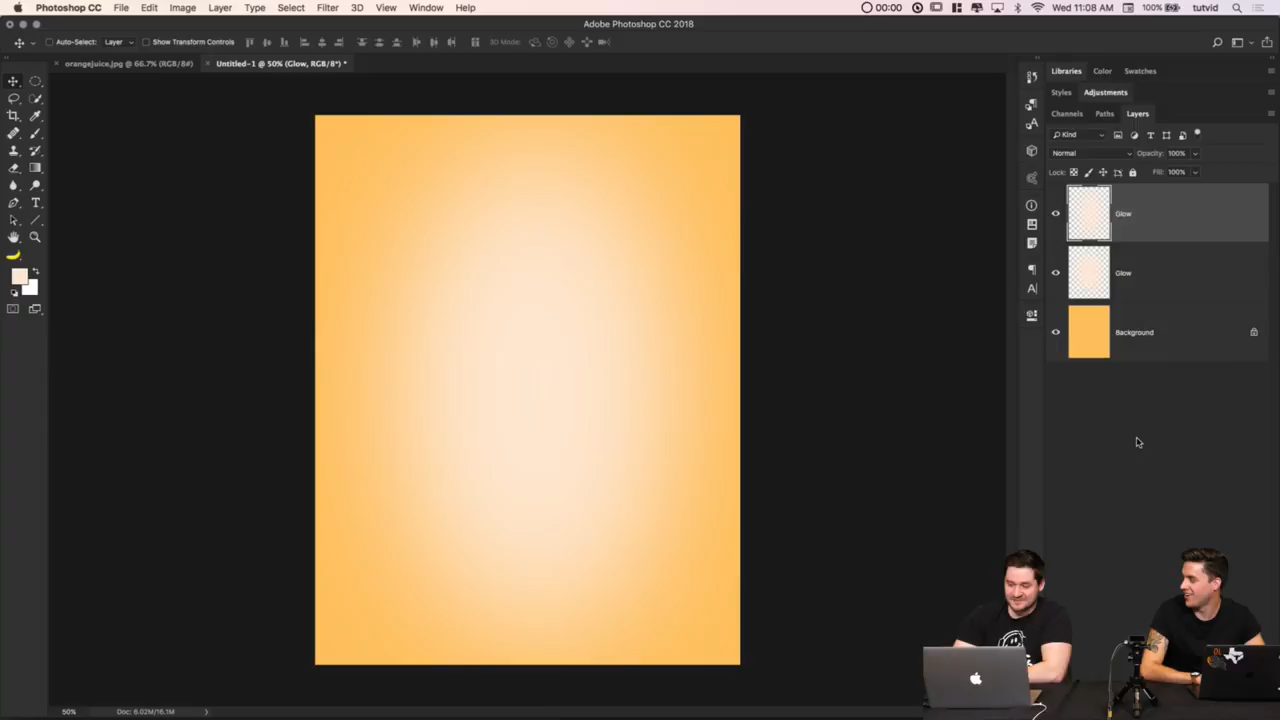 Photoshop CC File Edit Image Layer Type Select Filter 3D View Window Help 00:00 Wed 11:08 AM 100% tutvid
Adobe Photoshop CC 2018
Auto-Select: Layer Show Transform Controls 3D Mode:
orangejuice.jpg @ 66.7% (RGB/8#) Untitled-1 @ 50% (Glow, RGB/8*) *
Libraries Color Swatches
Styles Adjustments
Channels Paths Layers
Kind
Normal Opacity: 100%
Lock: Fill: 100%
Glow
Glow
Background
50% Doc: 6.02M/16.1M